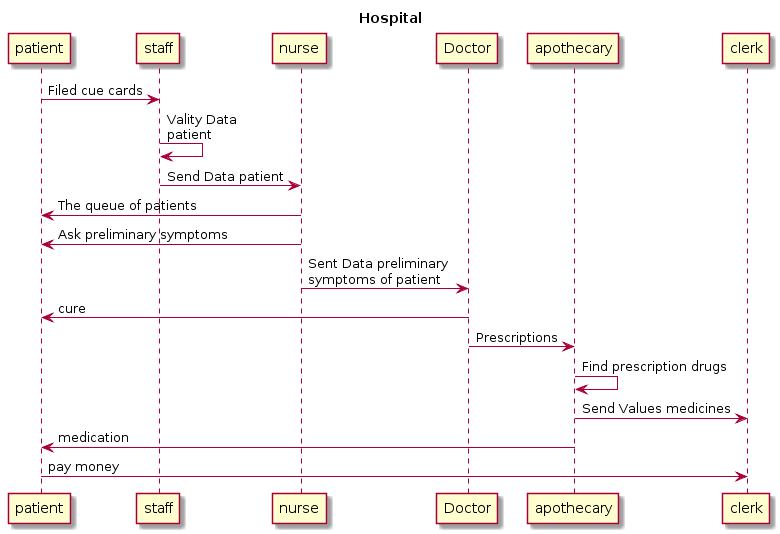 Hospital
patient staff nurse Doctor apothecary clerk
Filed cue cards
Vality Data
patient
Send Data patient
The queue of patients
Ask preliminary symptoms
Sent Data preliminary
symptoms of patient
cure
Prescriptions
Find prescription drugs
Send Values medicines
medication
pay money
patient staff nurse Doctor apothecary clerk